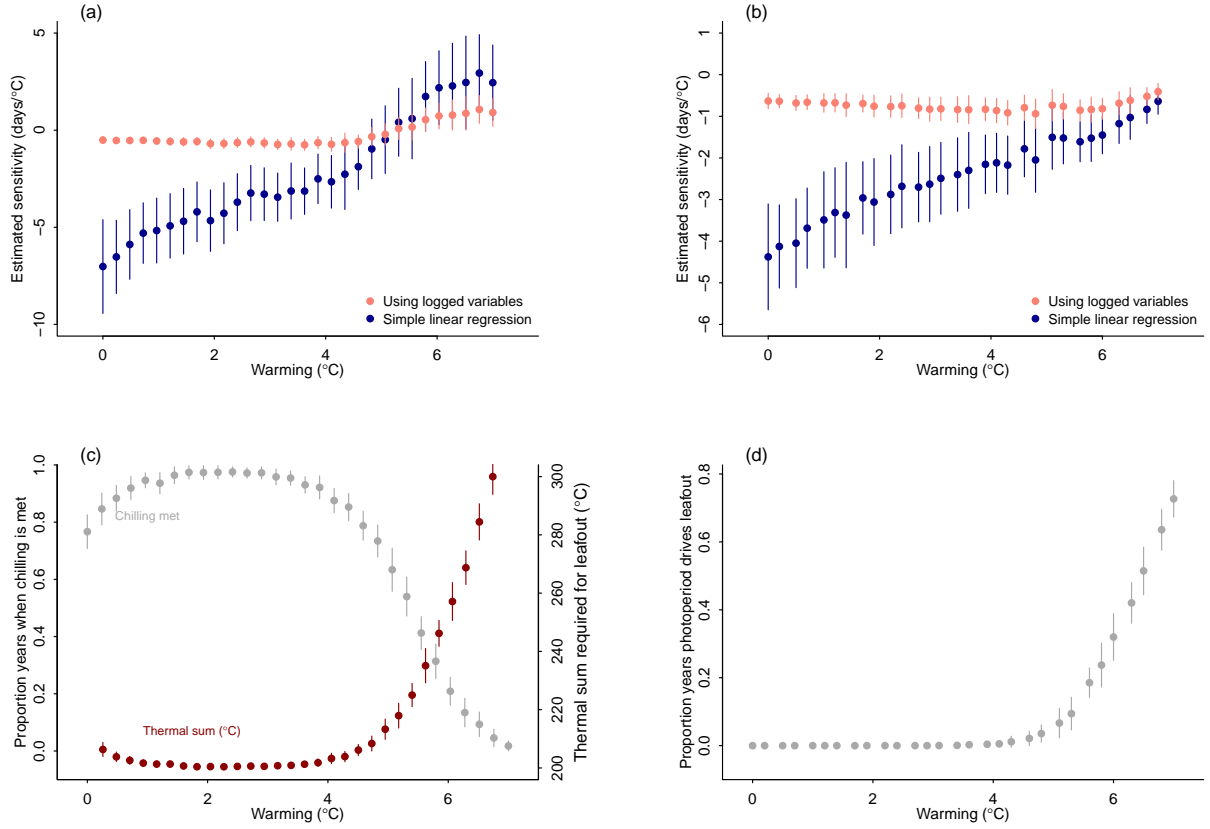 (a)
Estimated sensitivity (days/°C)
5
0
−5
−10
Using logged variables
Simple linear regression
0 2 4 6
Warming (°C)
(b)
Estimated sensitivity (days/°C)
1
0
−1
−2
−3
−4
−5
−6
Using logged variables
Simple linear regression
0 2 4 6
Warming (°C)
(c)
Proportion years when chilling is met
1.0
0.8
0.6
0.4
0.2
0.0
Chilling met
Thermal sum (°C)
300
280
260
240
220
200
Thermal sum required for leafout (°C)
0 2 4 6
Warming (°C)
(d)
Proportion years photoperiod drives leafout
0.8
0.6
0.4
0.2
0.0
0 2 4 6
Warming (°C)